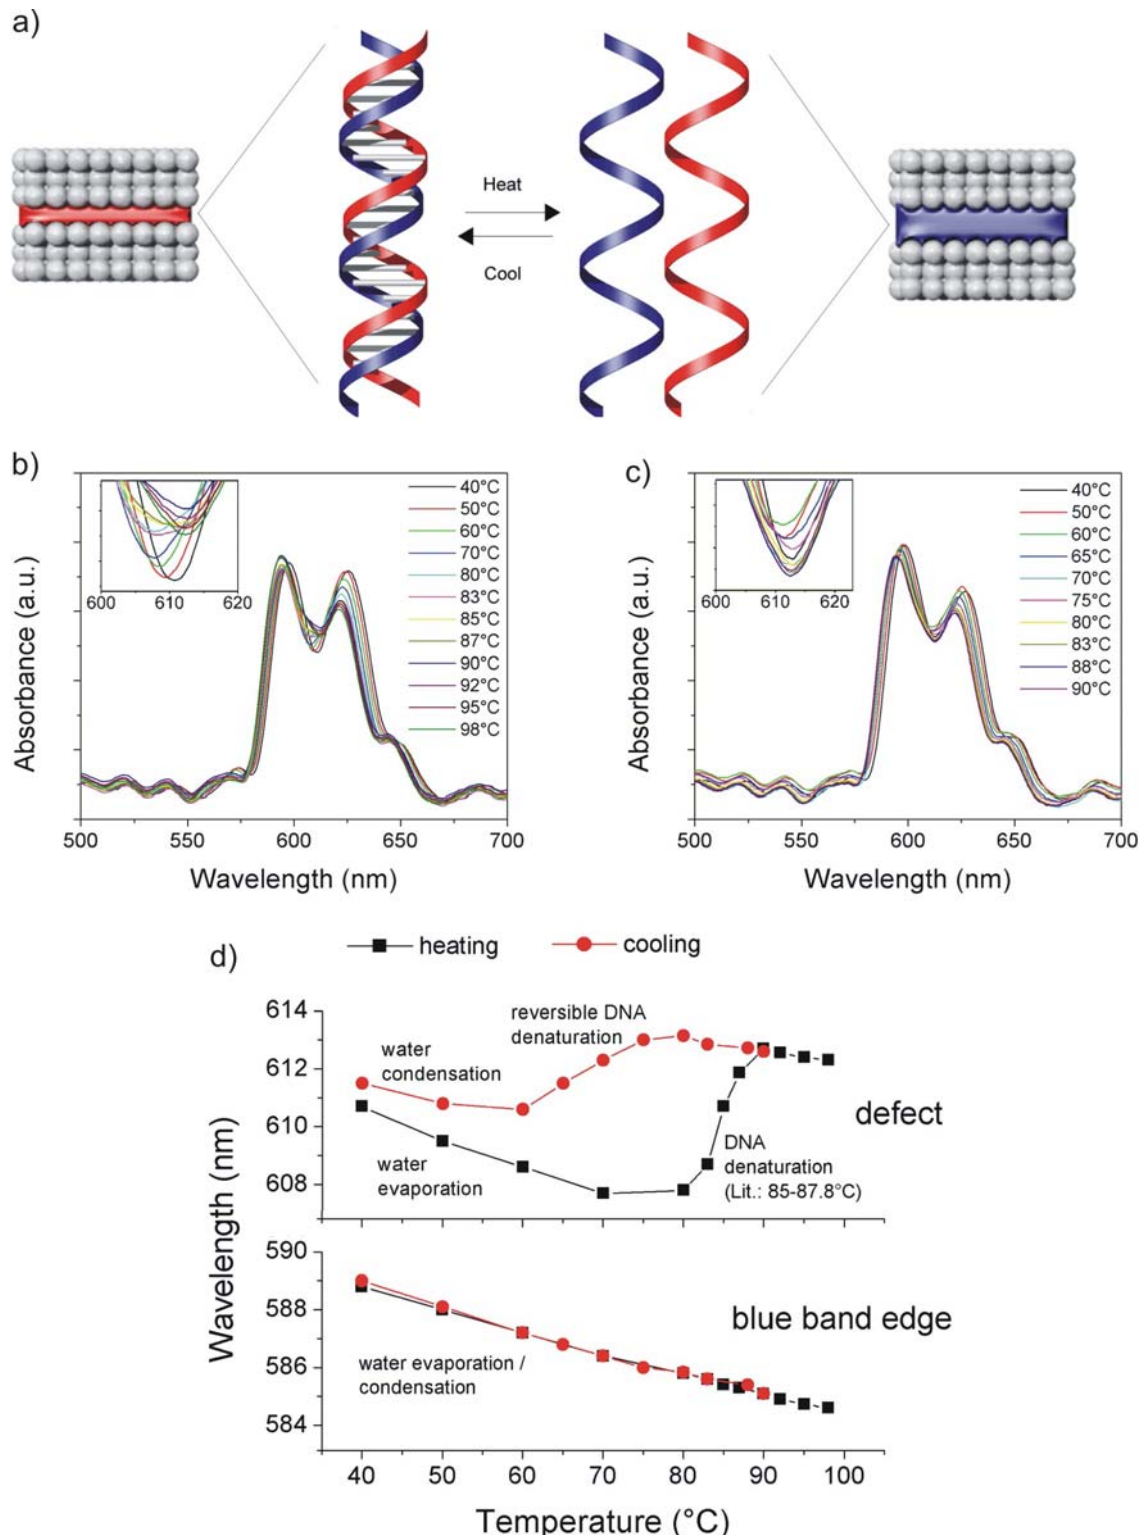 a)
Heat
Cool
b)
40°C
50°C
60°C
70°C
80°C
83°C
85°C
87°C
90°C
92°C
95°C
98°C
600 610 620
Absorbance (a.u.)
500 550 600 650 700
Wavelength (nm)
c)
40°C
50°C
60°C
65°C
70°C
75°C
80°C
83°C
88°C
90°C
600 610 620
Absorbance (a.u.)
500 550 600 650 700
Wavelength (nm)
d)
heating cooling
614
612
610
608
water
condensation
reversible DNA
denaturation
water
evaporation
DNA
denaturation
(Lit.: 85-87.8°C)
defect
Wavelength (nm)
590
588
586
584
blue band edge
water evaporation /
condensation
40 50 60 70 80 90 100
Temperature (°C)